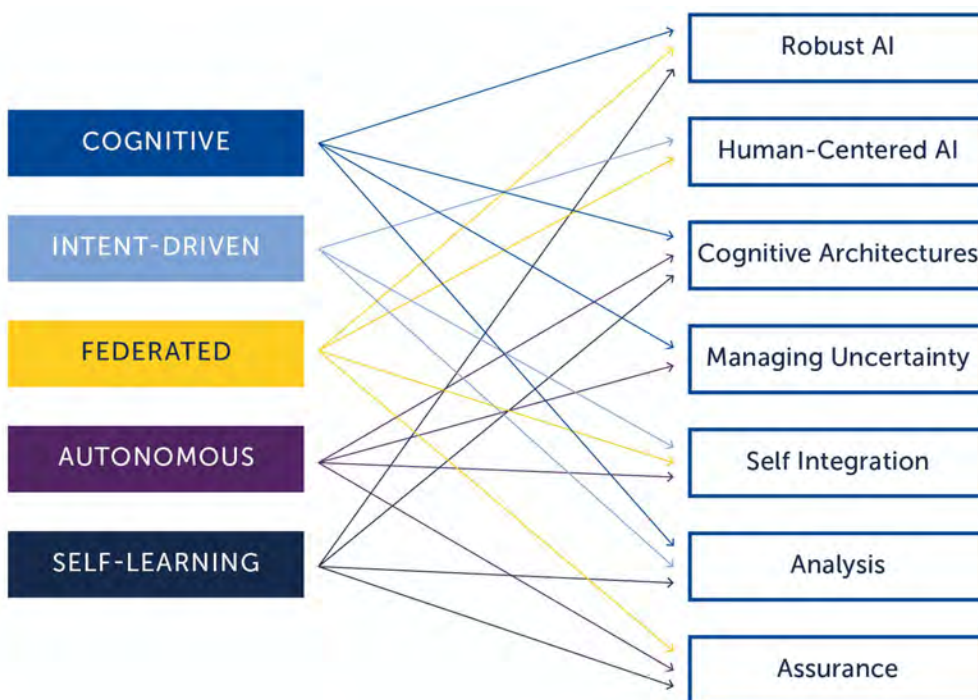 COGNITIVE
INTENT-DRIVEN
FEDERATED
AUTONOMOUS
SELF-LEARNING
Robust AI
Human-Centered AI
Cognitive Architectures
Managing Uncertainty
Self Integration
Analysis
Assurance